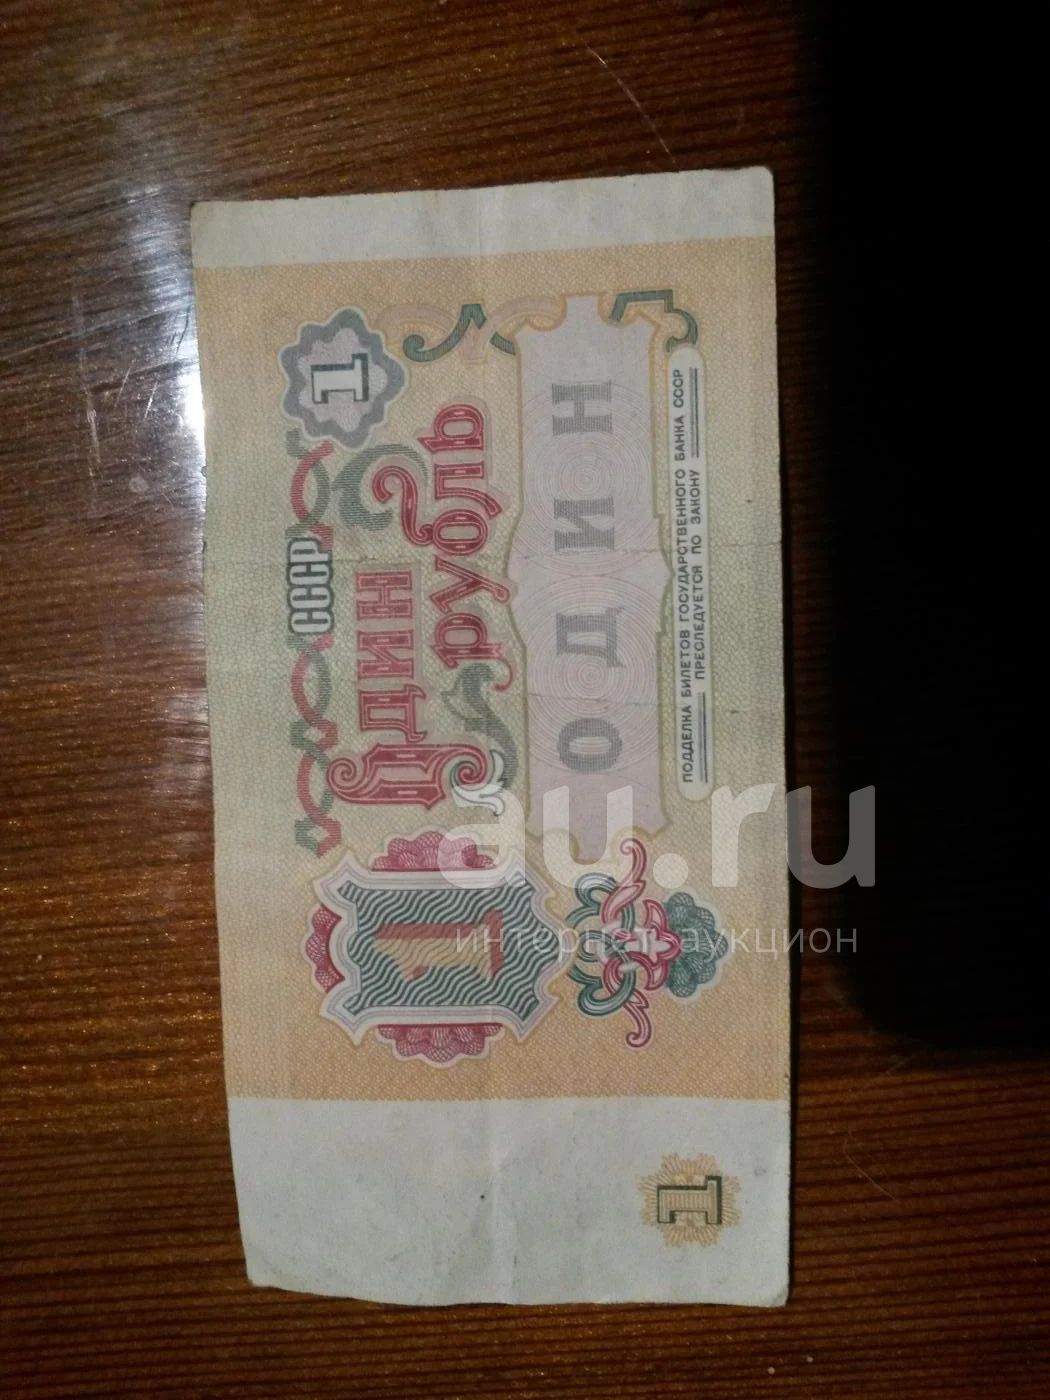 СССР
1
Один
рубль
1
ОДИН
ПОДДЕЛКА БИЛЕТОВ ГОСУДАРСТВЕННОГО БАНКА СССР
ПРЕСЛЕДУЕТСЯ ПО ЗАКОНУ
1
au.ru
интернет-аукцион